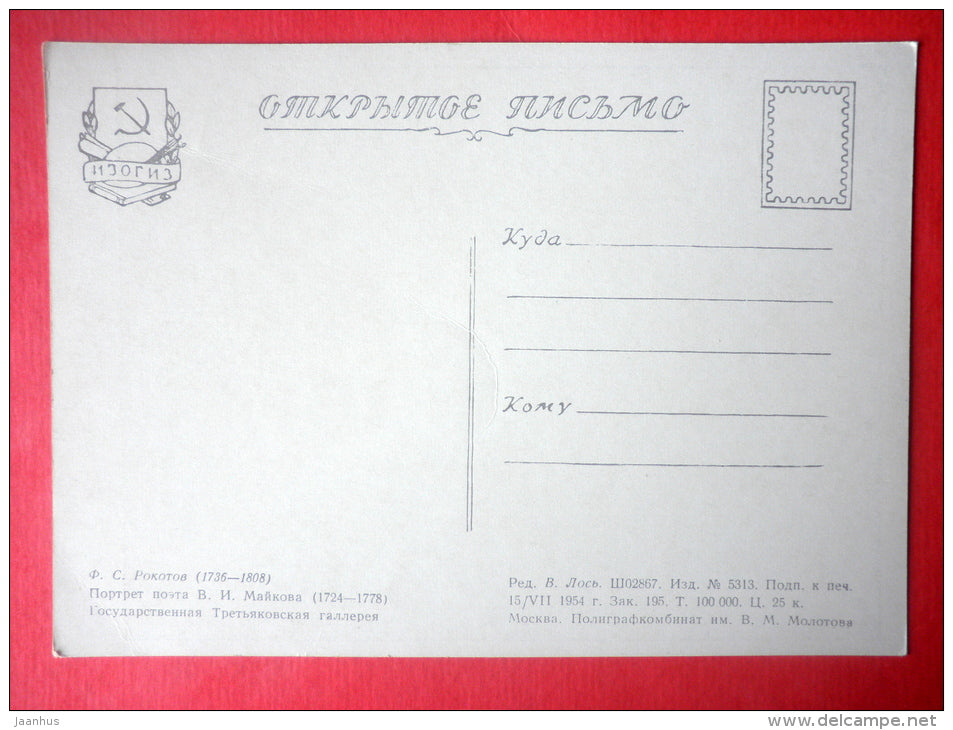 ОТКРЫТОЕ ПИСЬМО
ИЗОГИЗ
Куда
Кому
Ф. С. Рокотов (1736—1808)
Портрет поэта В. И. Майкова (1724—1778)
Государственная Третьяковская галлерея
Ред. В. Лось. Ш02867. Изд. № 5313. Подп. к печ.
15/VII 1954 г. Зак. 195. Т. 100 000. Ц. 25 к.
Москва. Полиграфкомбинат им. В. М. Молотова
Jaanhus
www.delcampe.net